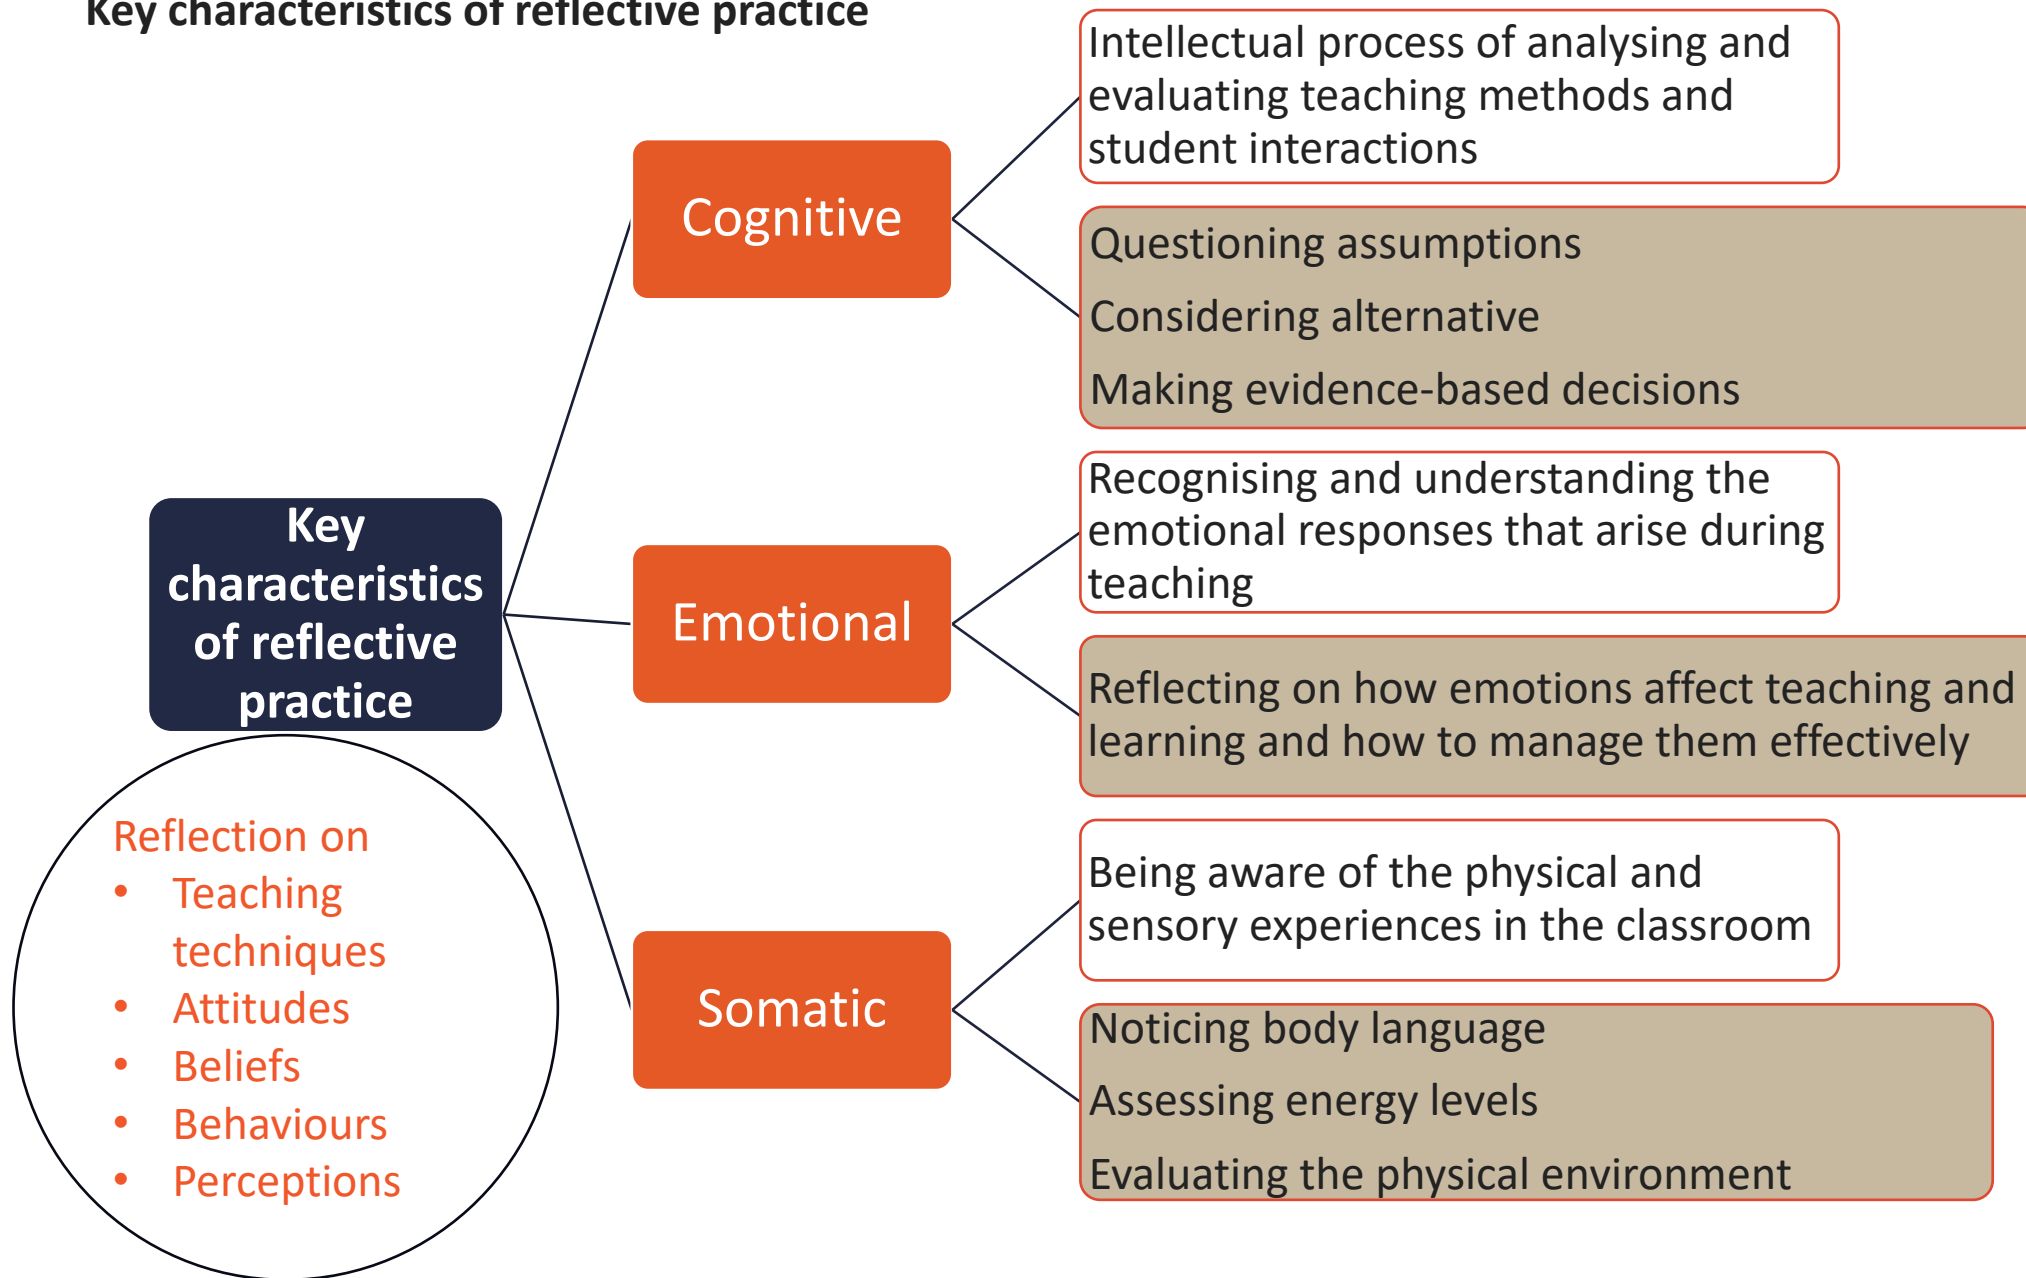 Key characteristics of reflective practice
Key
characteristics
of reflective
practice
Reflection on
• Teaching
techniques
• Attitudes
• Beliefs
• Behaviours
• Perceptions
Cognitive
Intellectual process of analysing and
evaluating teaching methods and
student interactions
Questioning assumptions
Considering alternative
Making evidence-based decisions
Emotional
Recognising and understanding the
emotional responses that arise during
teaching
Reflecting on how emotions affect teaching and
learning and how to manage them effectively
Somatic
Being aware of the physical and
sensory experiences in the classroom
Noticing body language
Assessing energy levels
Evaluating the physical environment